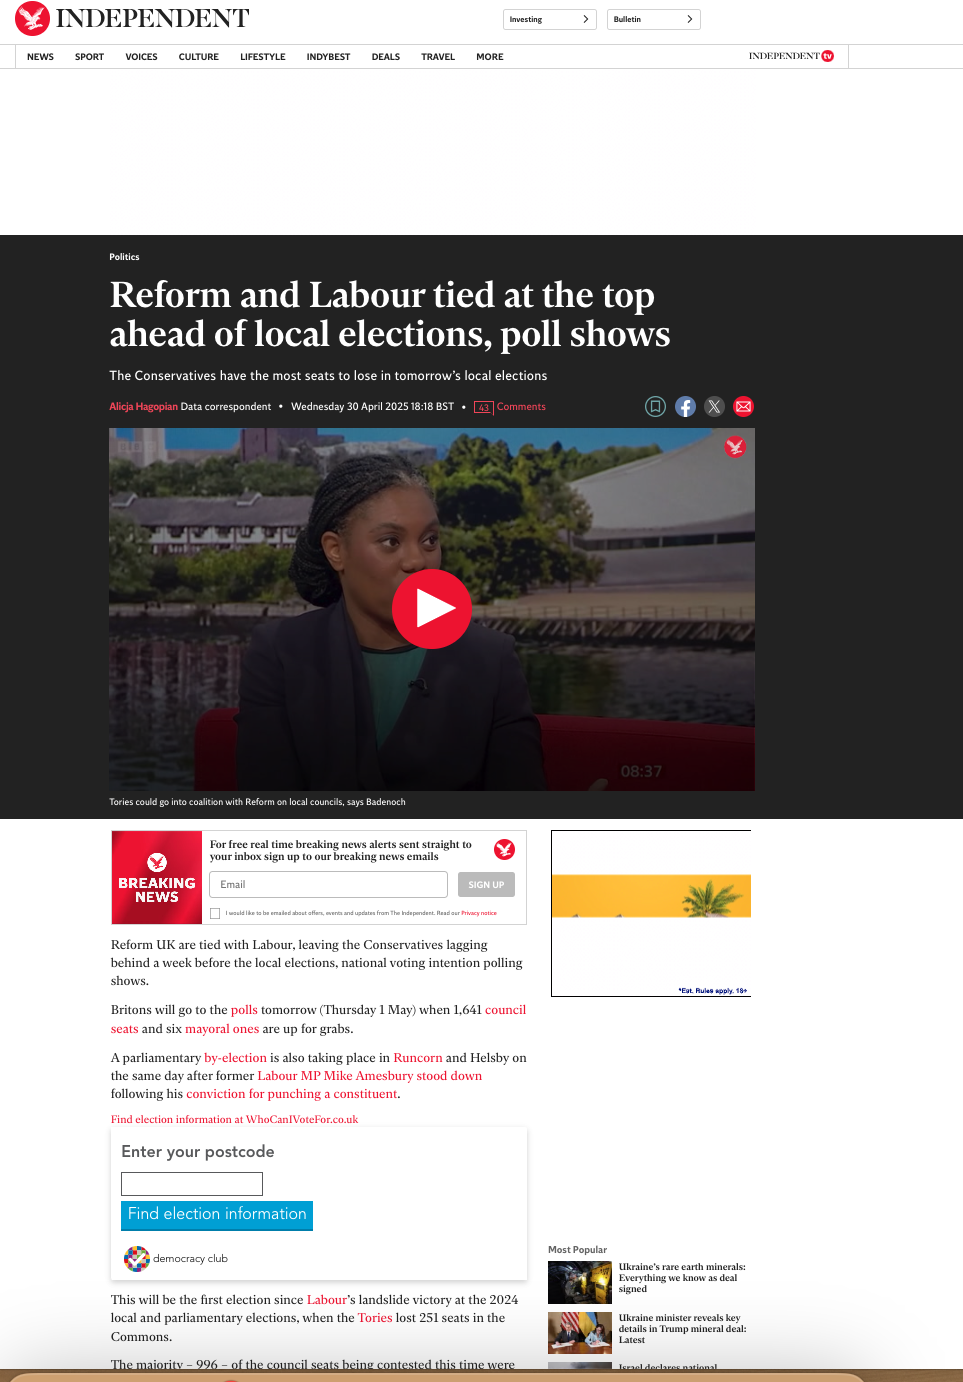 INDEPENDENT
Investing
Bulletin
NEWS SPORT VOICES CULTURE LIFESTYLE INDYBEST DEALS TRAVEL MORE
INDEPENDENT tv
Politics
Reform and Labour tied at the top
ahead of local elections, poll shows
The Conservatives have the most seats to lose in tomorrow's local elections
Alicja Hagopian Data correspondent • Wednesday 30 April 2025 18:18 BST • 43 Comments
BBC
08:37
Tories could go into coalition with Reform on local councils, says Badenoch
BREAKING
NEWS
For free real time breaking news alerts sent straight to
your inbox sign up to our breaking news emails
Email
SIGN UP
I would like to be emailed about offers, events and updates from The Independent. Read our Privacy notice
Reform UK are tied with Labour, leaving the Conservatives lagging
behind a week before the local elections, national voting intention polling
shows.
Britons will go to the polls tomorrow (Thursday 1 May) when 1,641 council
seats and six mayoral ones are up for grabs.
A parliamentary by-election is also taking place in Runcorn and Helsby on
the same day after former Labour MP Mike Amesbury stood down
following his conviction for punching a constituent.
Find election information at WhoCanIVoteFor.co.uk
Enter your postcode
Find election information
democracy club
This will be the first election since Labour's landslide victory at the 2024
local and parliamentary elections, when the Tories lost 251 seats in the
Commons.
The majority – 996 – of the council seats being contested this time were
*Est. Rules apply. 18+
Most Popular
Ukraine's rare earth minerals:
Everything we know as deal
signed
Ukraine minister reveals key
details in Trump mineral deal:
Latest
Israel declares national